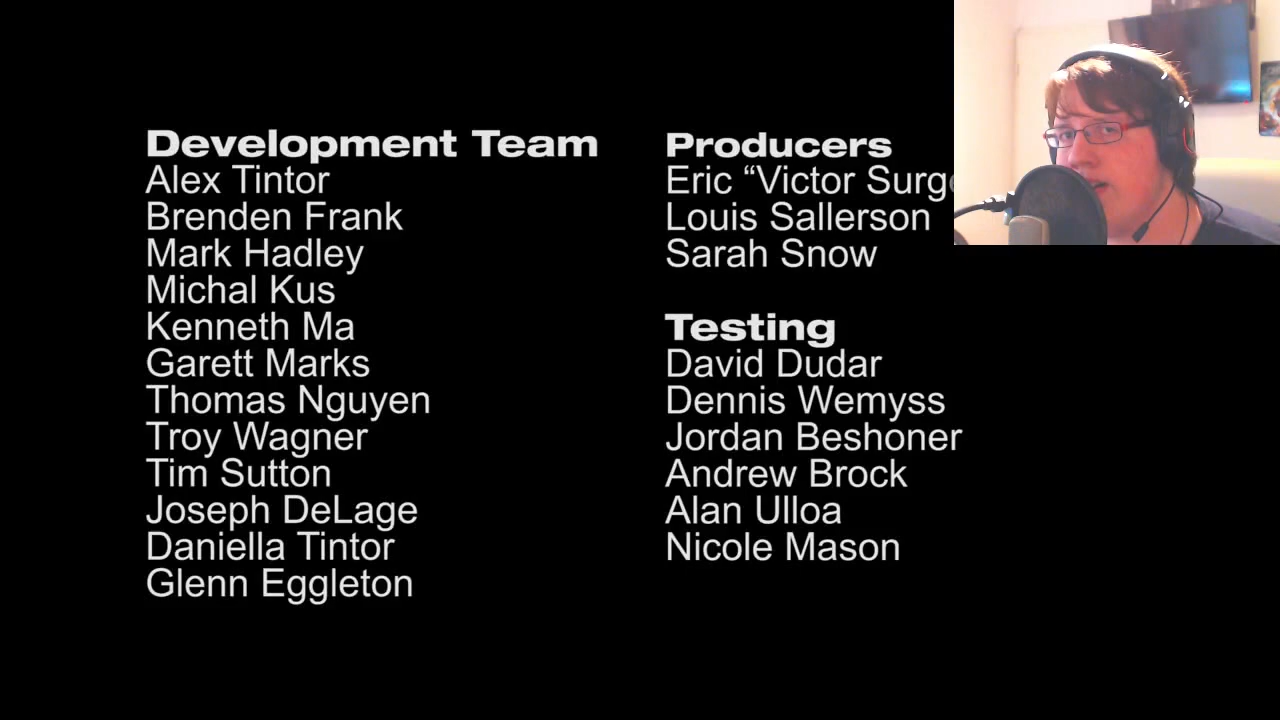 Development Team
Alex Tintor
Brenden Frank
Mark Hadley
Michal Kus
Kenneth Ma
Garett Marks
Thomas Nguyen
Troy Wagner
Tim Sutton
Joseph DeLage
Daniella Tintor
Glenn Eggleton
Producers
Eric “Victor
Louis Sallerson
Sarah Snow
Testing
David Dudar
Dennis Wemyss
Jordan Beshoner
Andrew Brock
Alan Ulloa
Nicole Mason